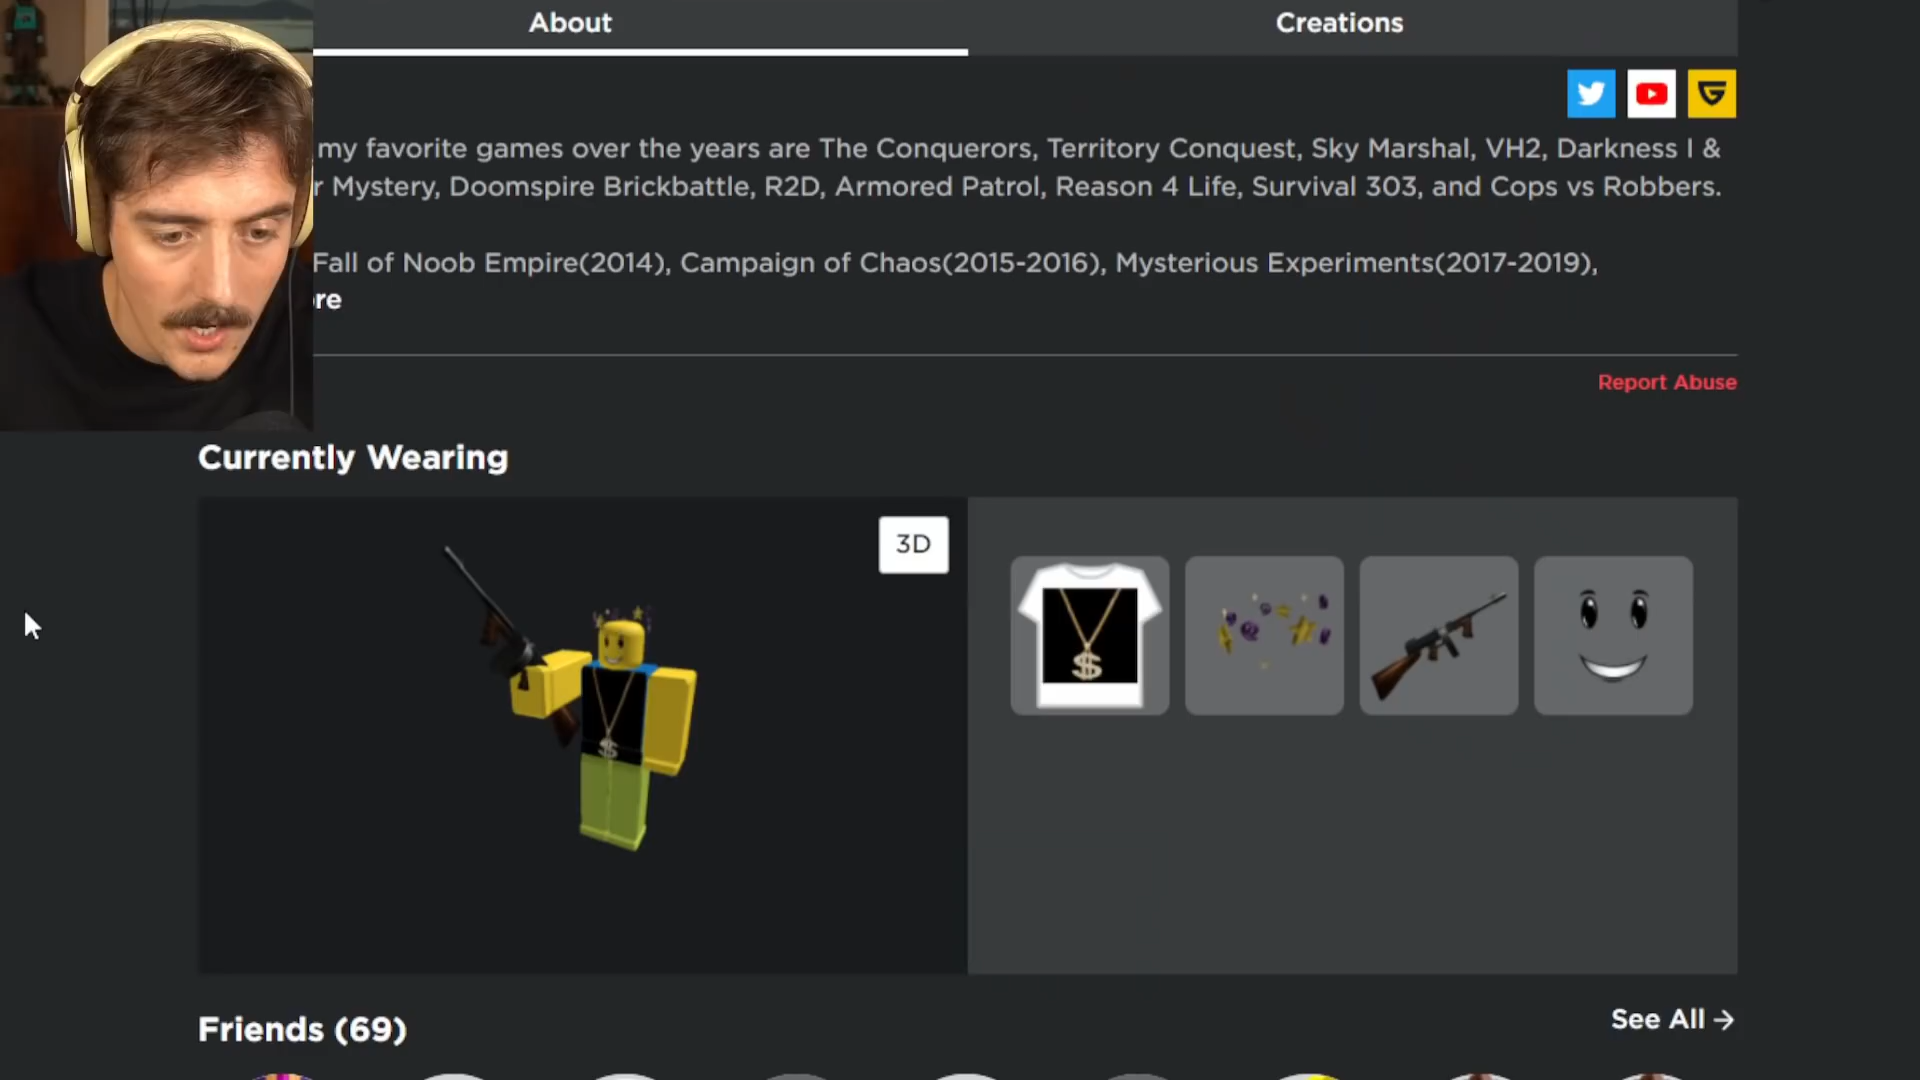 About
Creations
my favorite games over the years are The Conquerors, Territory Conquest, Sky Marshal, VH2, Darkness I &
r Mystery, Doomspire Brickbattle, R2D, Armored Patrol, Reason 4 Life, Survival 303, and Cops vs Robbers.
Fall of Noob Empire(2014), Campaign of Chaos(2015-2016), Mysterious Experiments(2017-2019),
re
Report Abuse
Currently Wearing
3D
$
$
Friends (69)
See All →